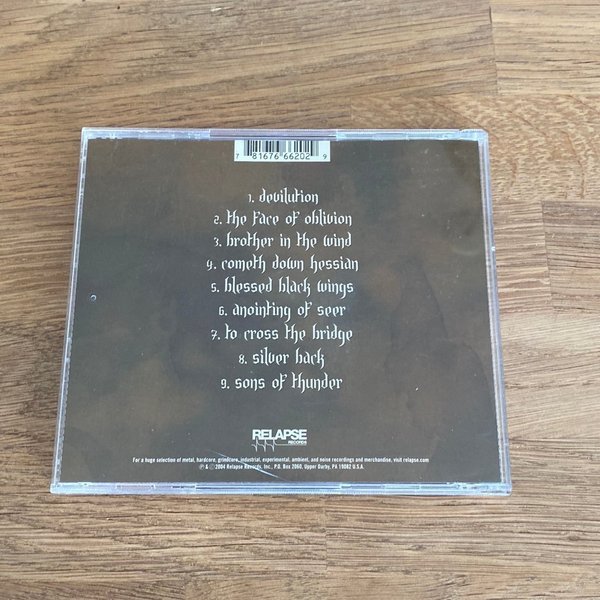 7 81676 66202 9
1. devilution
2. the face of oblivion
3. brother in the wind
4. cometh down hessian
5. blessed black wings
6. anointing of seer
7. to cross the bridge
8. silver back
9. sons of thunder
RELAPSE
RECORDS
For a huge selection of metal, hardcore, grindcore, industrial, experimental, ambient, and noise recordings and merchandise. visit relapse.com
℗ & ©2004 Relapse Records, Inc., P.O. Box 2060, Upper Darby, PA 19082 U.S.A.